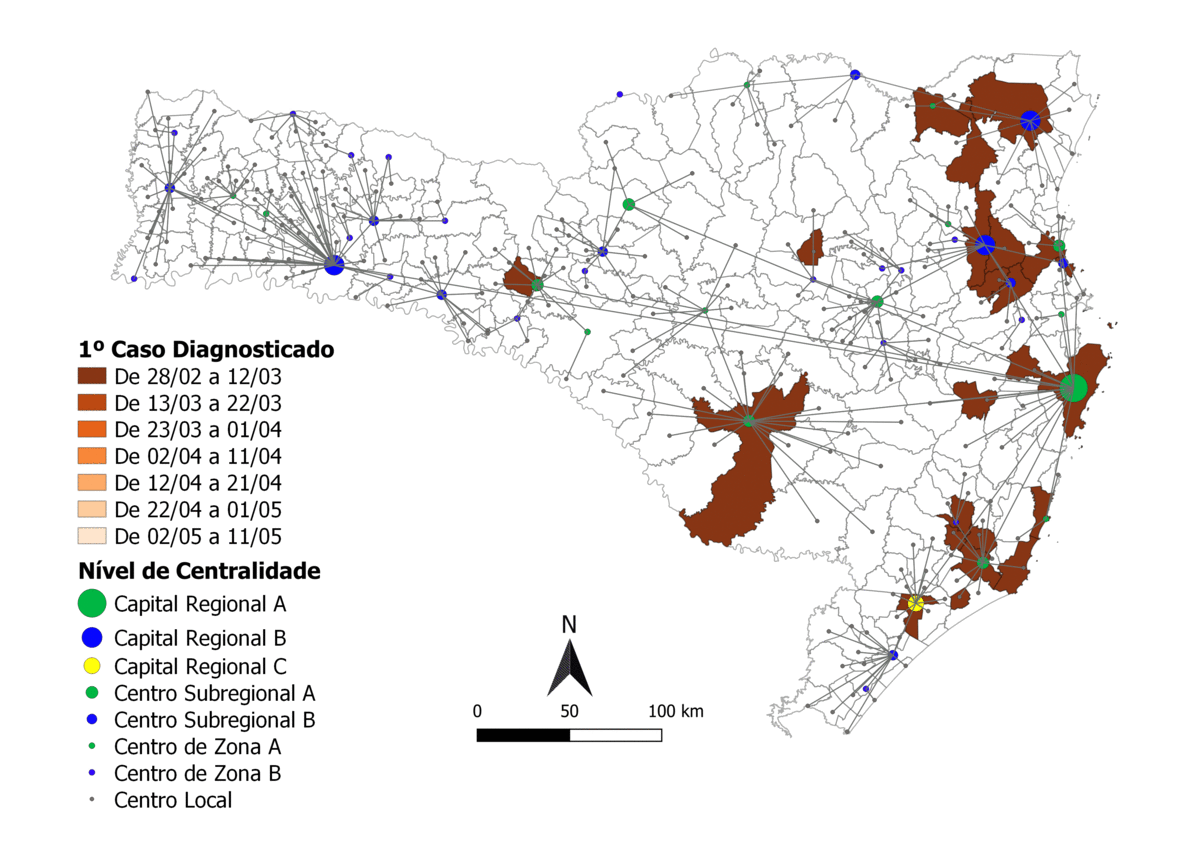 1º Caso Diagnosticado
De 28/02 a 12/03
De 13/03 a 22/03
De 23/03 a 01/04
De 02/04 a 11/04
De 12/04 a 21/04
De 22/04 a 01/05
De 02/05 a 11/05
Nível de Centralidade
Capital Regional A
Capital Regional B
Capital Regional C
Centro Subregional A
Centro Subregional B
Centro de Zona A
Centro de Zona B
Centro Local
N
0 50 100 km